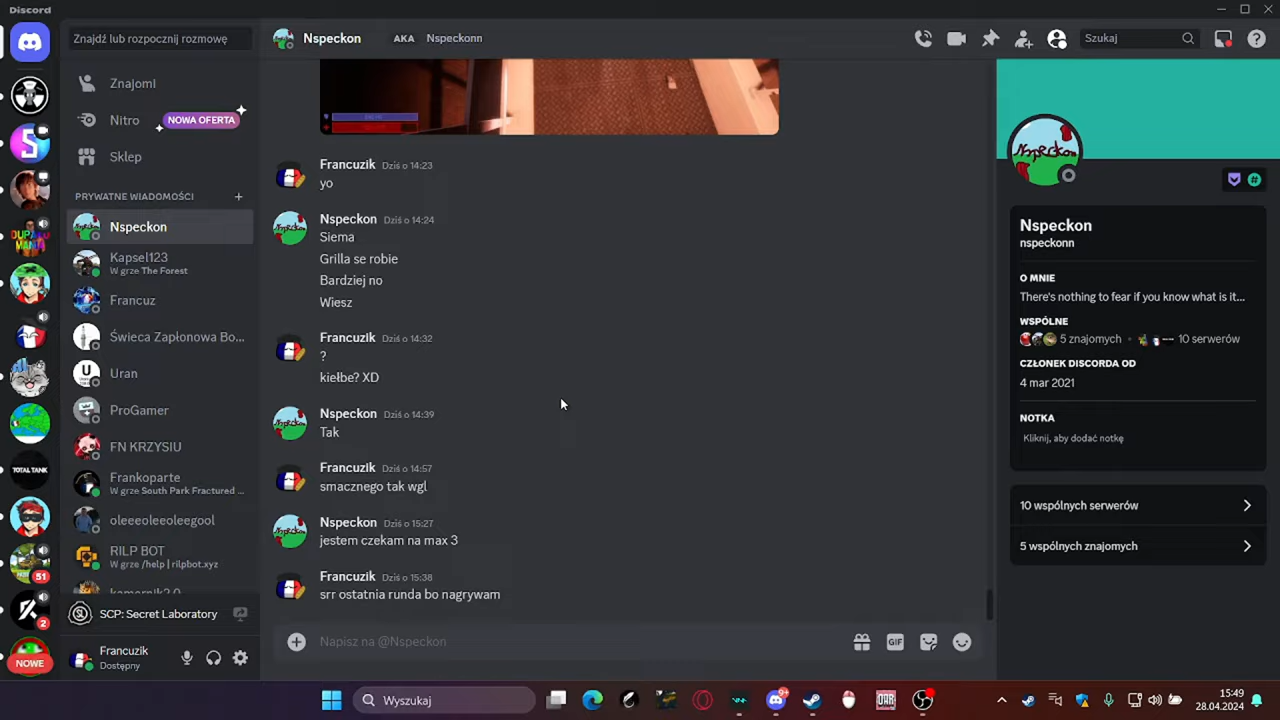 Discord
Znajdź lub rozpocznij rozmowę
Nspeckon
AKA Nspeckonn
Szukaj
Znajomi
Nitro
NOWA OFERTA
Sklep
PRYWATNE WIADOMOŚCI
Nspeckon
Kapsel123
W grze The Forest
Francuz
Świeca Zapłonowa Bo...
Uran
ProGamer
FN KRZYSIU
Frankoparte
W grze South Park Fractured ...
oleeeoleeoleegool
RILP BOT
W grze /help | rilpbot.xyz
SCP: Secret Laboratory
Francuzik
Dostępny
TOTAL TANK
51
2
NOWE
Francuzik Dziś o 14:23
yo
Nspeckon Dziś o 14:24
Siema
Grilla se robie
Bardziej no
Wiesz
Francuzik Dziś o 14:32
?
kiełbe? XD
Nspeckon Dziś o 14:39
Tak
Francuzik Dziś o 14:57
smacznego tak wgl
Nspeckon Dziś o 15:27
jestem czekam na max 3
Francuzik Dziś o 15:38
srr ostatnia runda bo nagrywam
Napisz na @Nspeckon
GIF
Nspeckon
nspeckonn
O MNIE
There's nothing to fear if you know what is it...
WSPÓLNE
5 znajomych • 10 serwerów
CZŁONEK DISCORDA OD
4 mar 2021
NOTKA
Kliknij, aby dodać notkę
10 wspólnych serwerów
5 wspólnych znajomych
Wyszukaj
15:49
28.04.2024